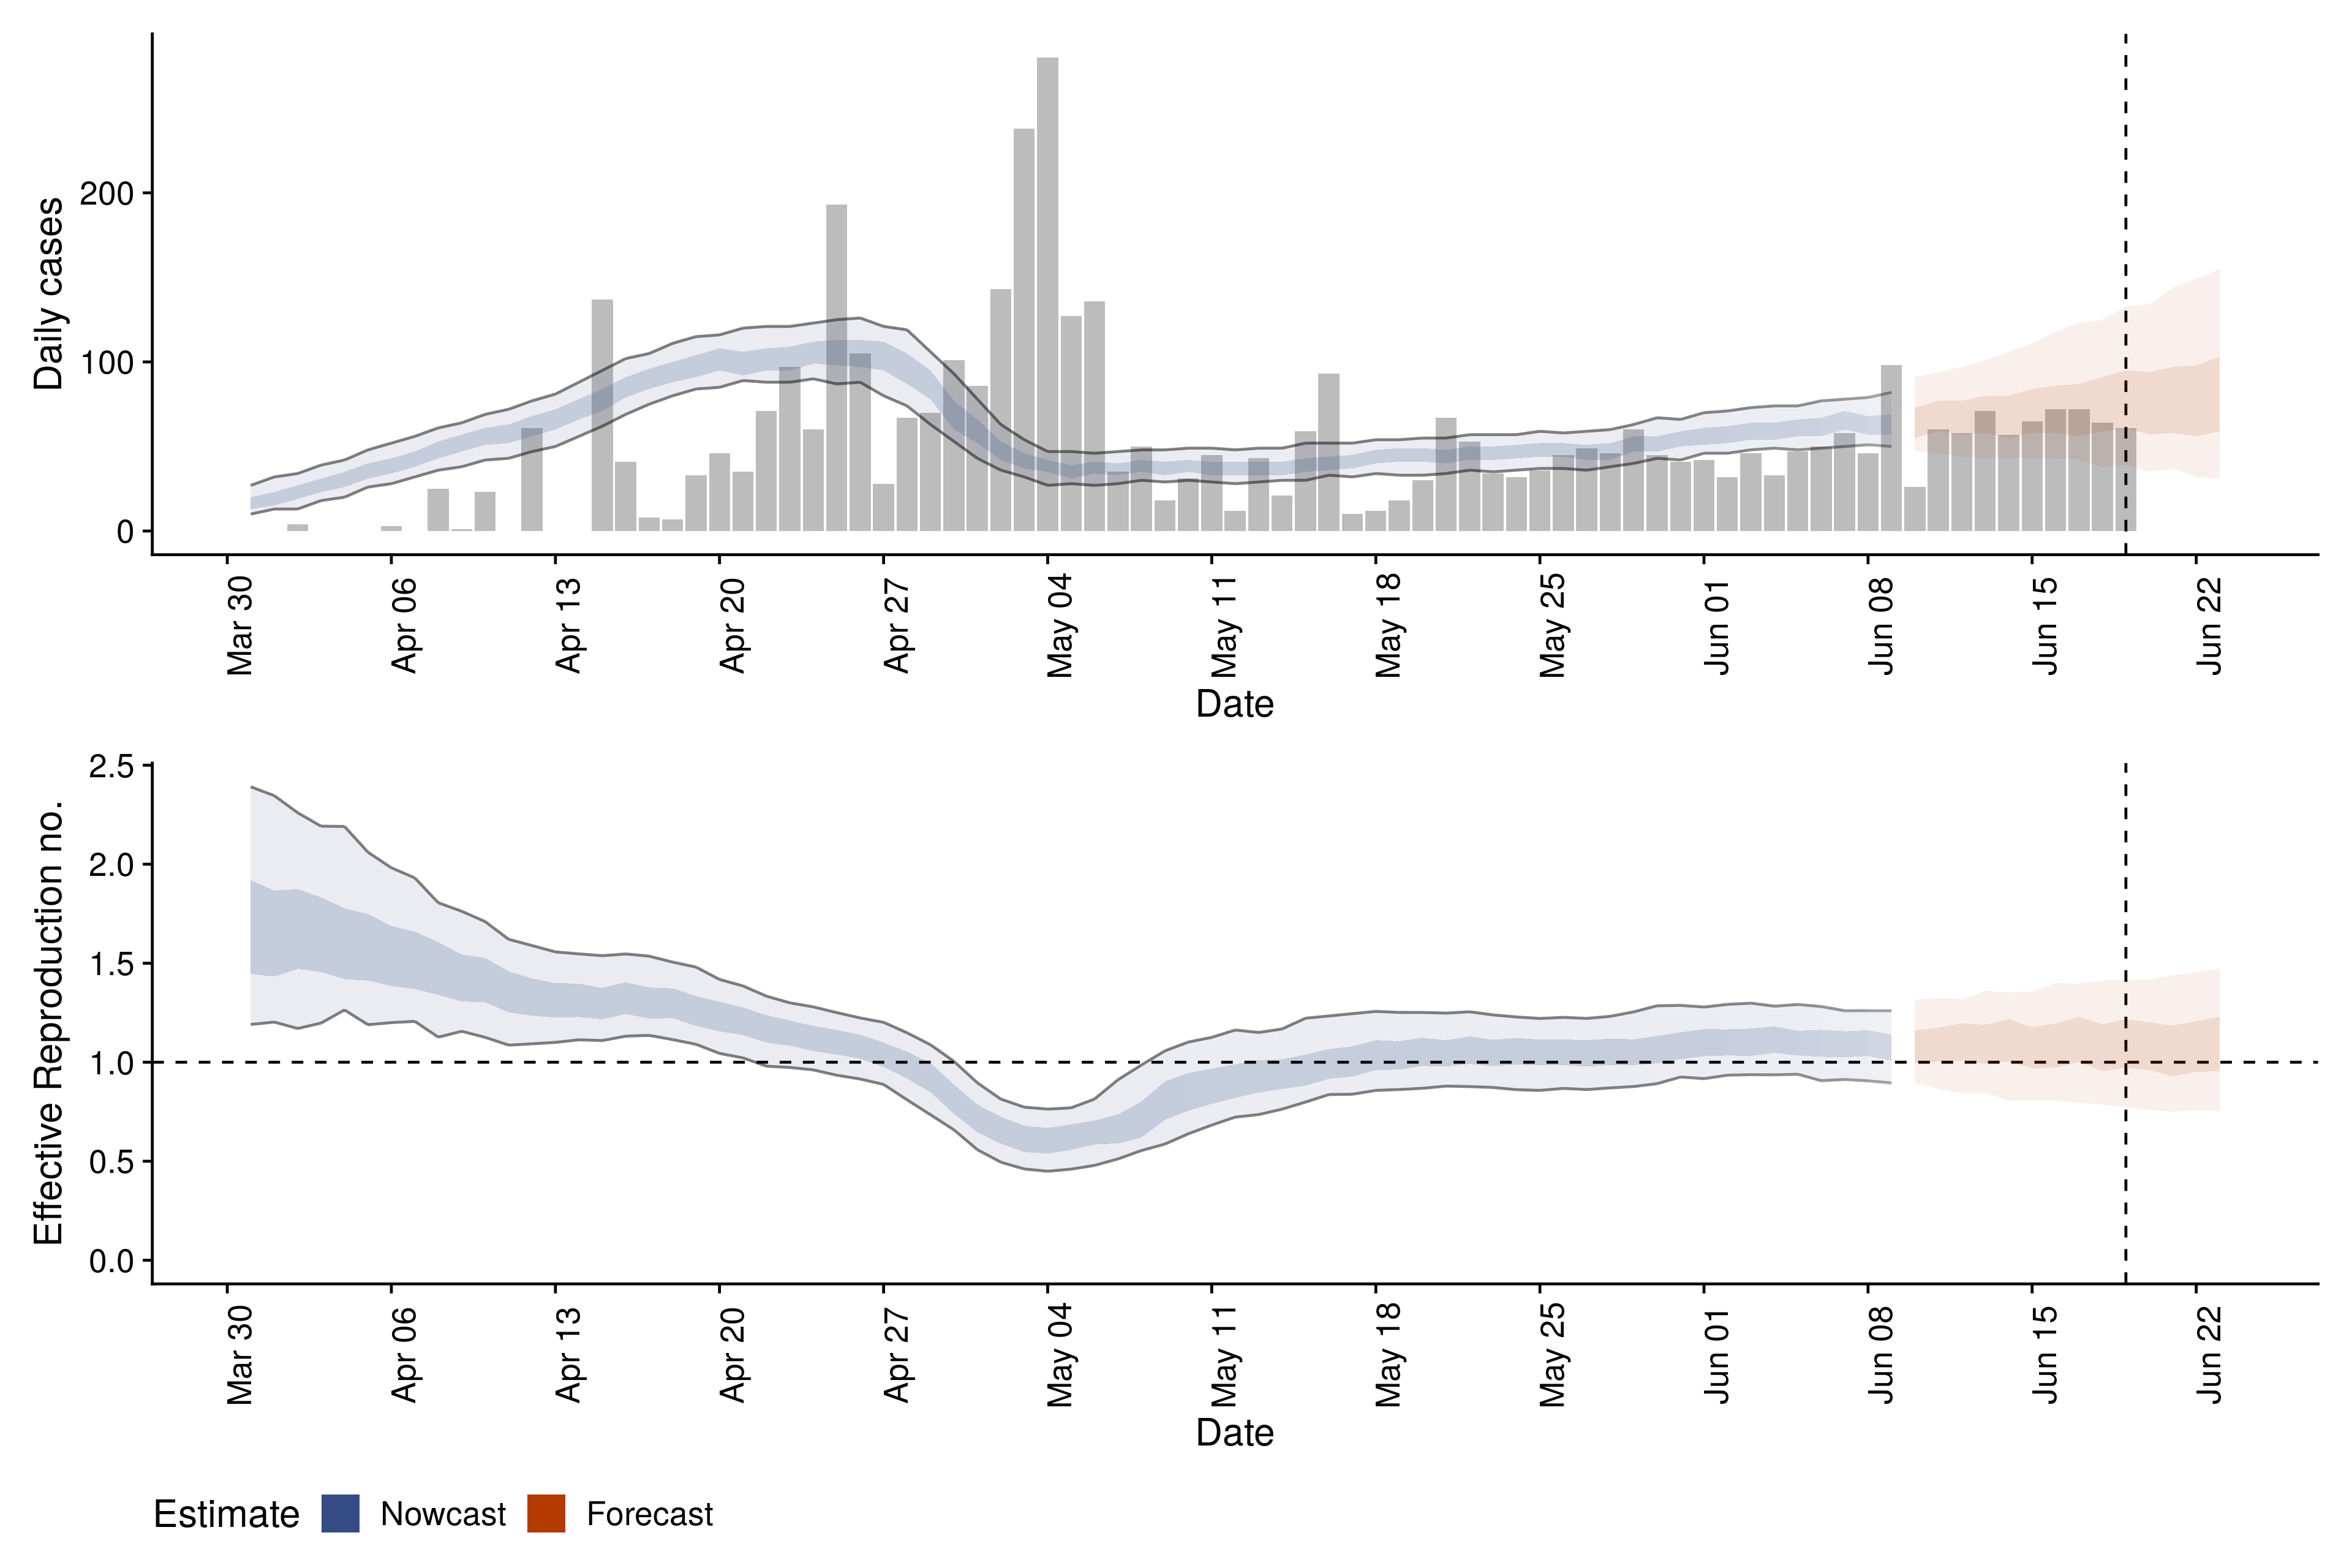 Daily cases
200
100
0
Mar 30 Apr 06 Apr 13 Apr 20 Apr 27 May 04 May 11 May 18 May 25 Jun 01 Jun 08 Jun 15 Jun 22
Date
Effective Reproduction no.
2.5
2.0
1.5
1.0
0.5
0.0
Mar 30 Apr 06 Apr 13 Apr 20 Apr 27 May 04 May 11 May 18 May 25 Jun 01 Jun 08 Jun 15 Jun 22
Date
Estimate Nowcast Forecast